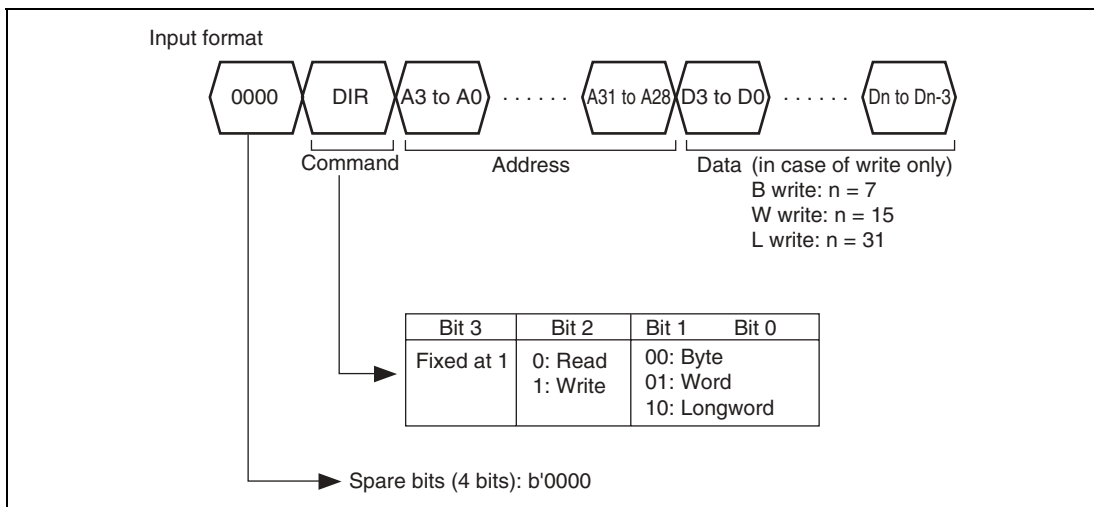 Input format
0000 DIR A3 to A0 ...... A31 to A28 D3 to D0 ...... Dn to Dn-3
Command Address Data (in case of write only)
B write: n = 7
W write: n = 15
L write: n = 31
Bit 3 Bit 2 Bit 1 Bit 0
Fixed at 1 0: Read 00: Byte
1: Write 01: Word
10: Longword
Spare bits (4 bits): b'0000